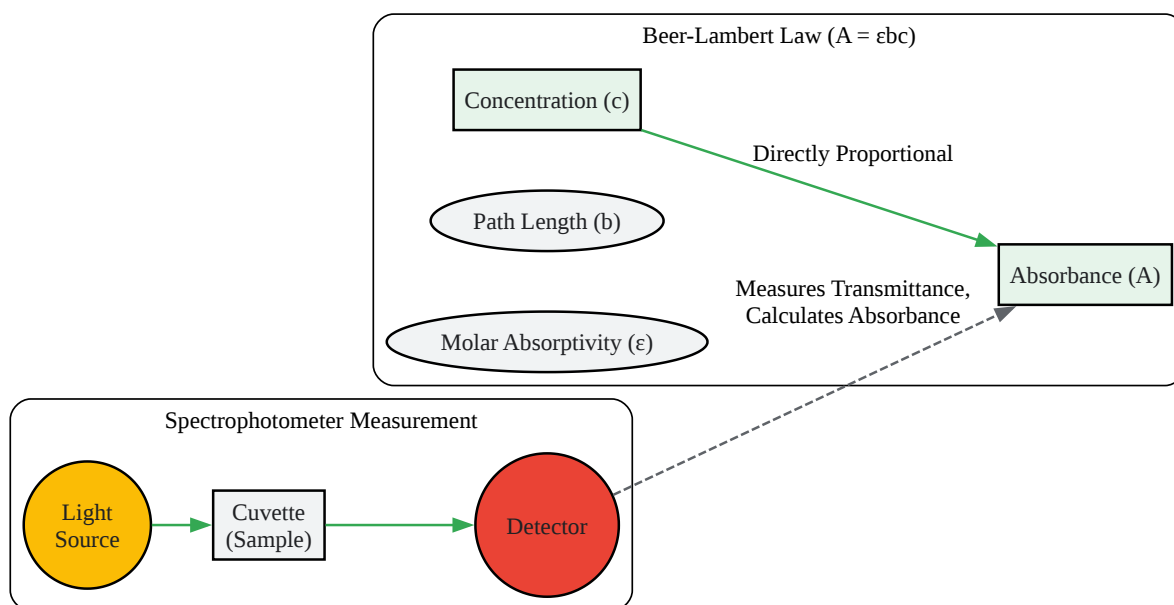 Beer-Lambert Law (A = εbc)
Concentration (c)
Directly Proportional
Path Length (b)
Absorbance (A)
Measures Transmittance,
Calculates Absorbance
Molar Absorptivity (ε)
Spectrophotometer Measurement
Light
Source
Cuvette
(Sample)
Detector